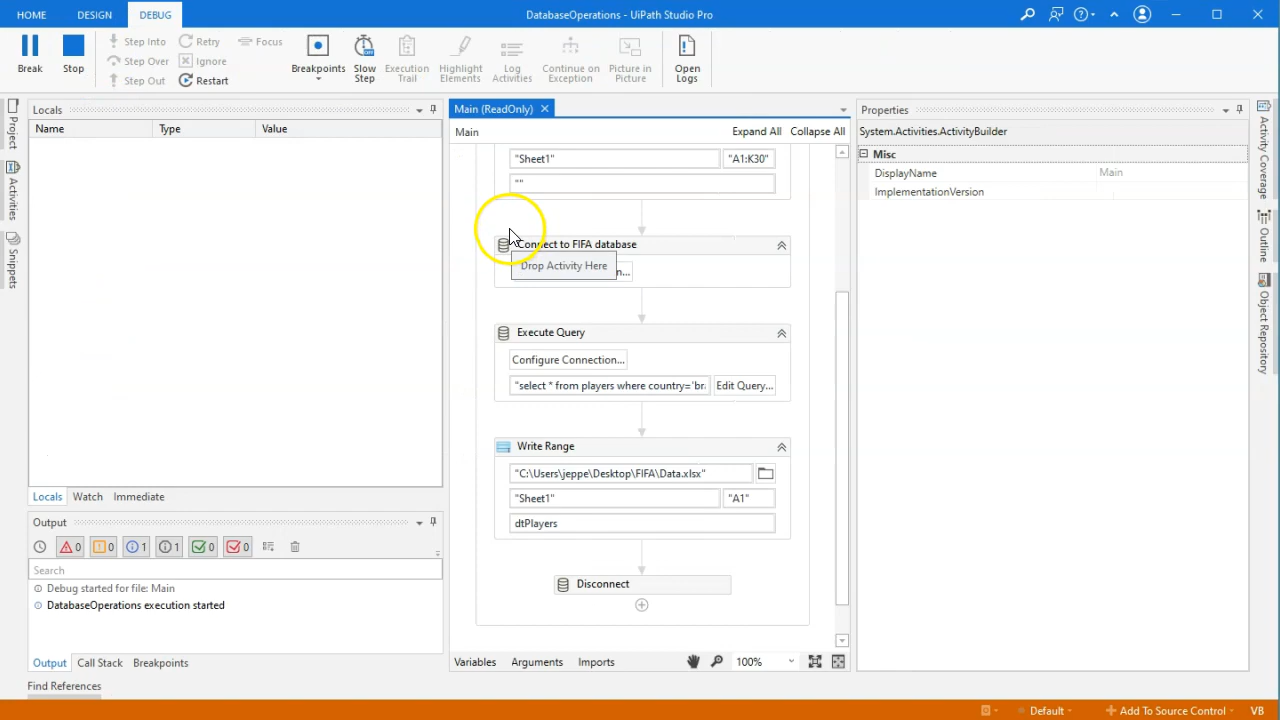 HOME DESIGN DEBUG DatabaseOperations - UiPath Studio Pro
Break
Stop
Step Into
Step Over
Step Out
Retry
Ignore
Restart
Focus
Breakpoints
Slow
Step
Execution
Trail
Highlight
Elements
Log
Activities
Continue on
Exception
Picture in
Picture
Open
Logs
Project
Activities
Snippets
Locals
Name Type Value
Locals Watch Immediate
Output
0 0 1 1 0 0
Search
Debug started for file: Main
DatabaseOperations execution started
Output Call Stack Breakpoints
Find References
Main (ReadOnly)
Main Expand All Collapse All
"Sheet1" "A1:K30"
""
Connect to FIFA database
Drop Activity Here
n...
Execute Query
Configure Connection...
"select * from players where country='bra Edit Query...
Write Range
"C:\Users\jeppe\Desktop\FIFA\Data.xlsx"
"Sheet1" "A1"
dtPlayers
Disconnect
Variables Arguments Imports 100%
Properties
System.Activities.ActivityBuilder
Misc
DisplayName Main
ImplementationVersion
Activity Coverage
Outline
Object Repository
Default Add To Source Control VB